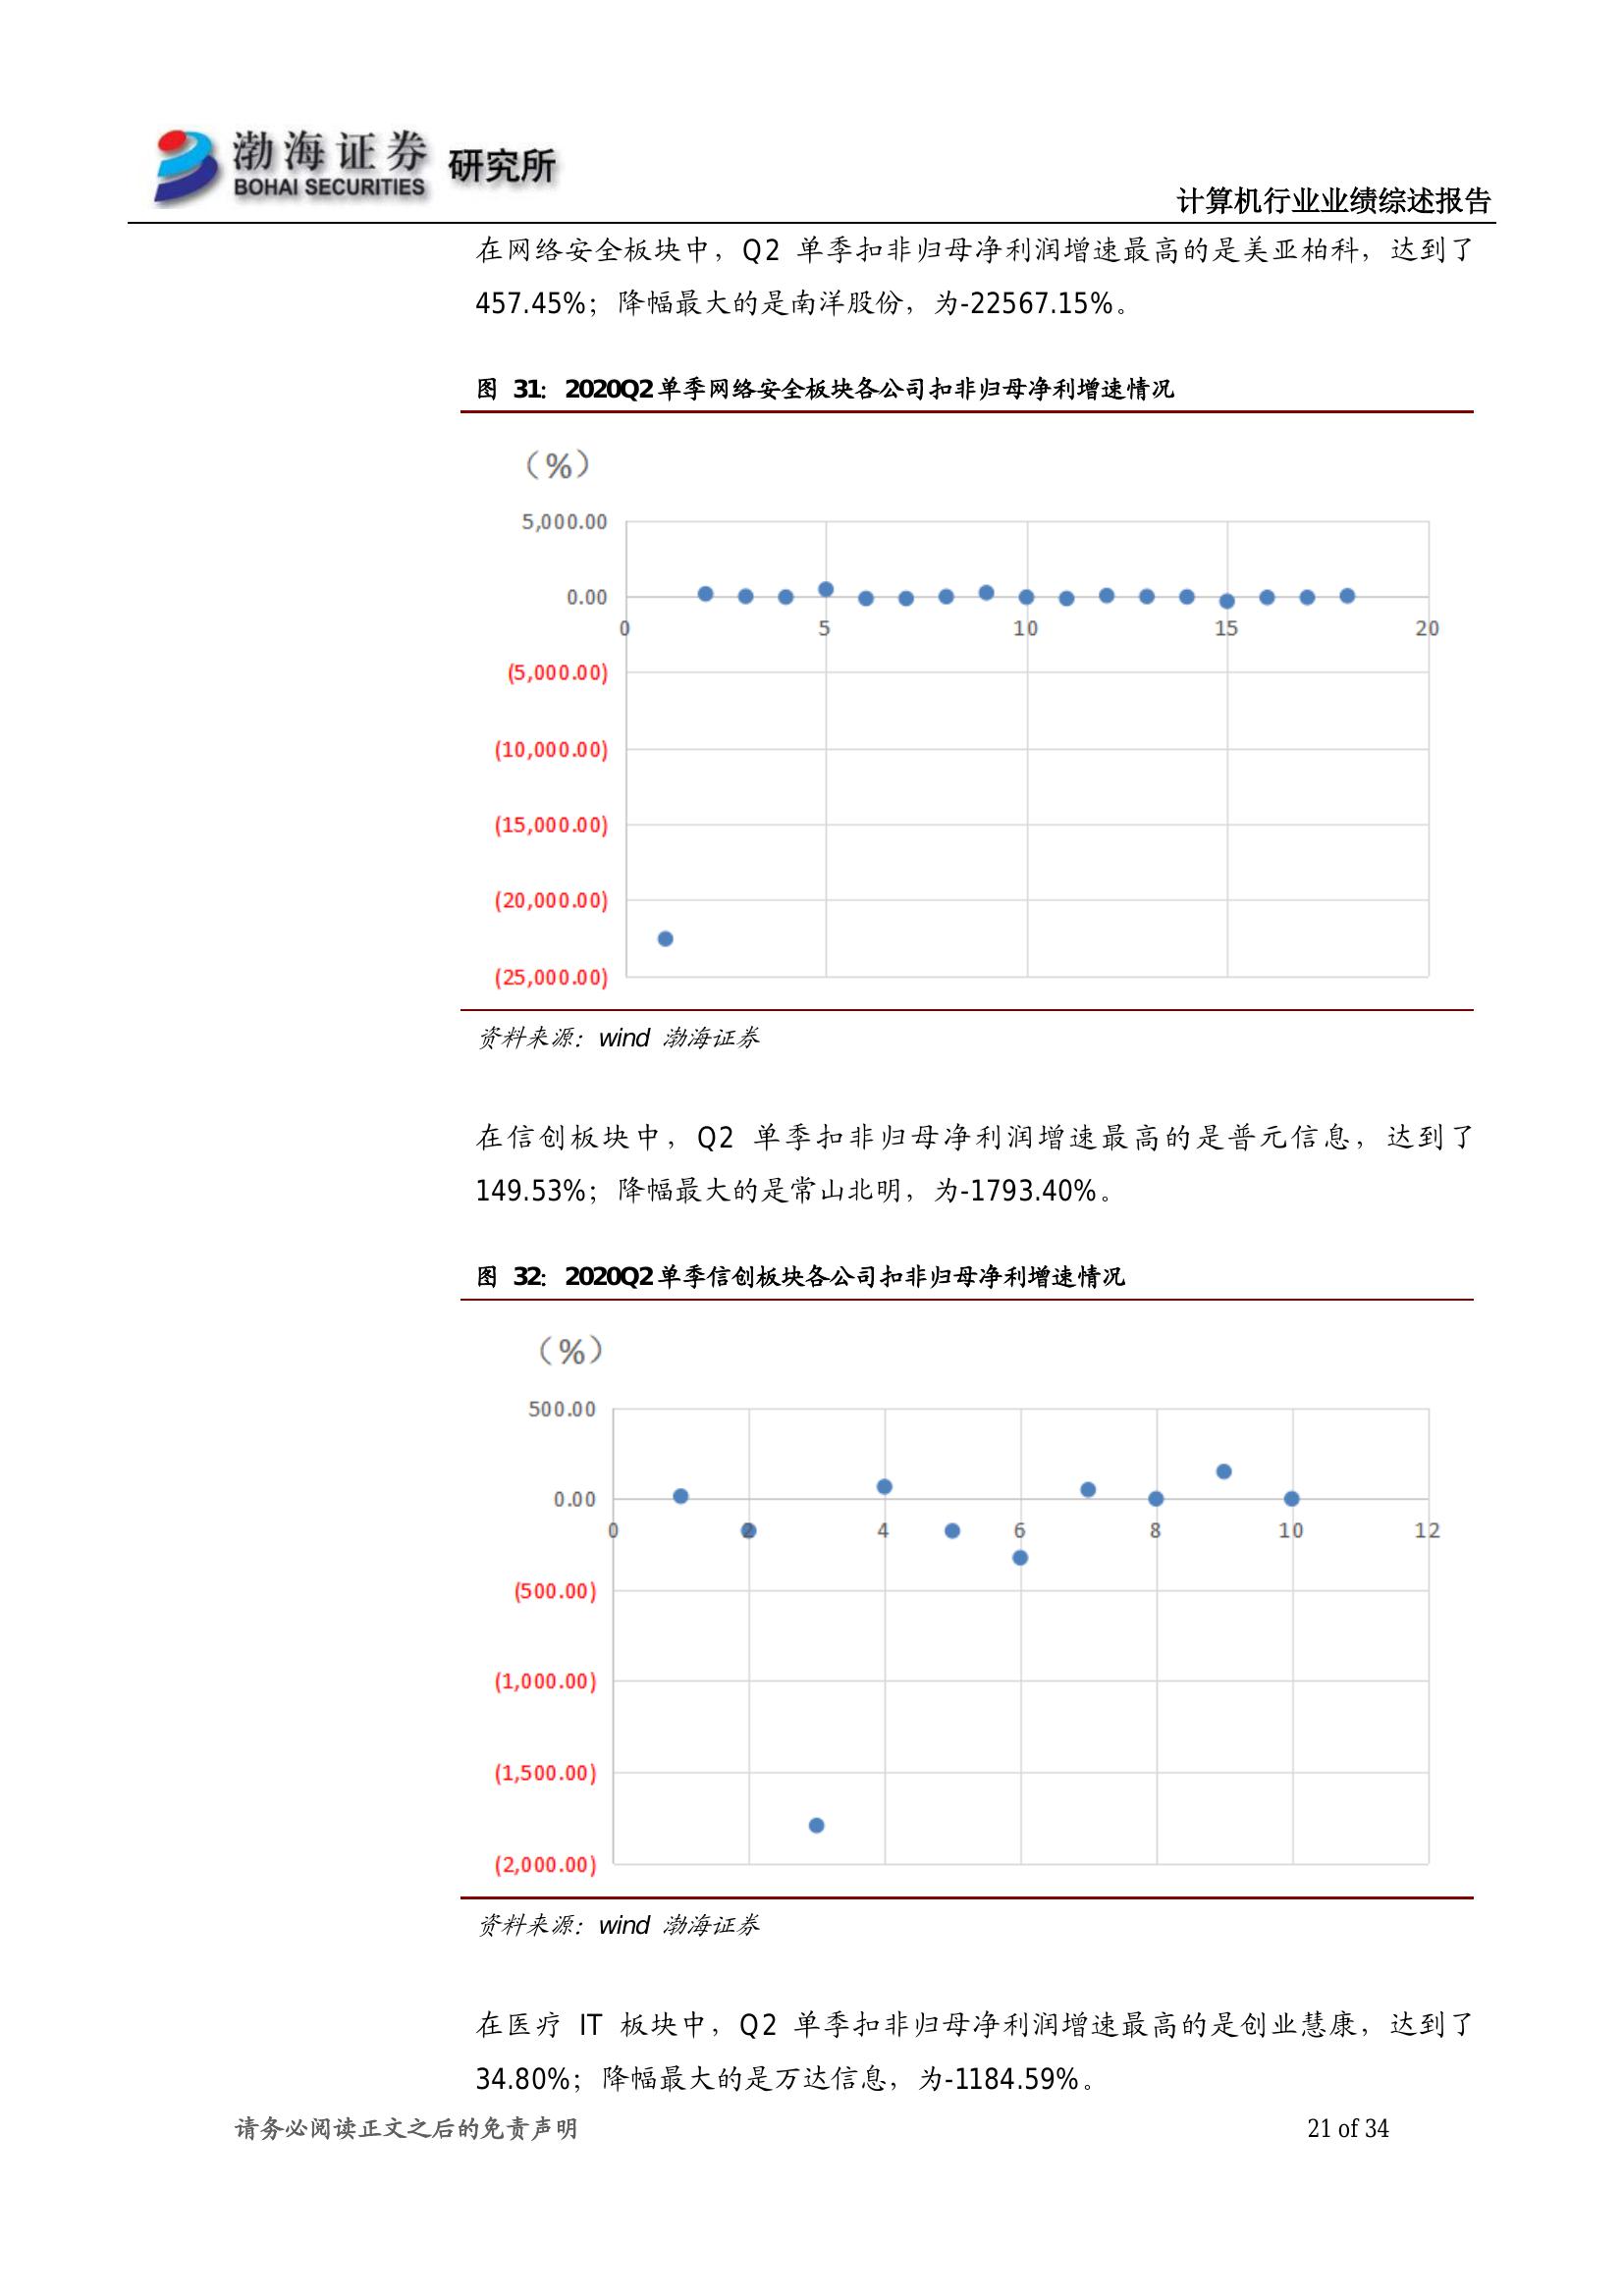 渤海证券 研究所
BOHAI SECURITIES
计算机行业业绩综述报告
在网络安全板块中，Q2 单季扣非归母净利润增速最高的是美亚柏科，达到了
457.45%；降幅最大的是南洋股份，为-22567.15%。
图 31：2020Q2 单季网络安全板块各公司扣非归母净利增速情况
（%）
5,000.00
0.00
0 5 10 15 20
(5,000.00)
(10,000.00)
(15,000.00)
(20,000.00)
(25,000.00)
资料来源：wind 渤海证券
在信创板块中，Q2 单季扣非归母净利润增速最高的是普元信息，达到了
149.53%；降幅最大的是常山北明，为-1793.40%。
图 32：2020Q2 单季信创板块各公司扣非归母净利增速情况
（%）
500.00
0.00
0 2 4 6 8 10 12
(500.00)
(1,000.00)
(1,500.00)
(2,000.00)
资料来源：wind 渤海证券
在医疗 IT 板块中，Q2 单季扣非归母净利润增速最高的是创业慧康，达到了
34.80%；降幅最大的是万达信息，为-1184.59%。
请务必阅读正文之后的免责声明
21 of 34